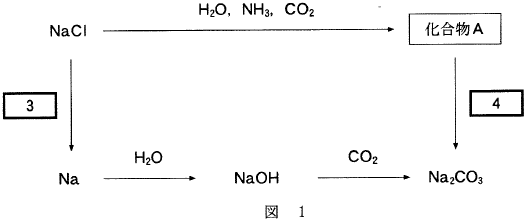 H₂O, NH₃, CO₂
NaCl
化合物A
3
4
H₂O
CO₂
Na
NaOH
Na₂CO₃
図 1